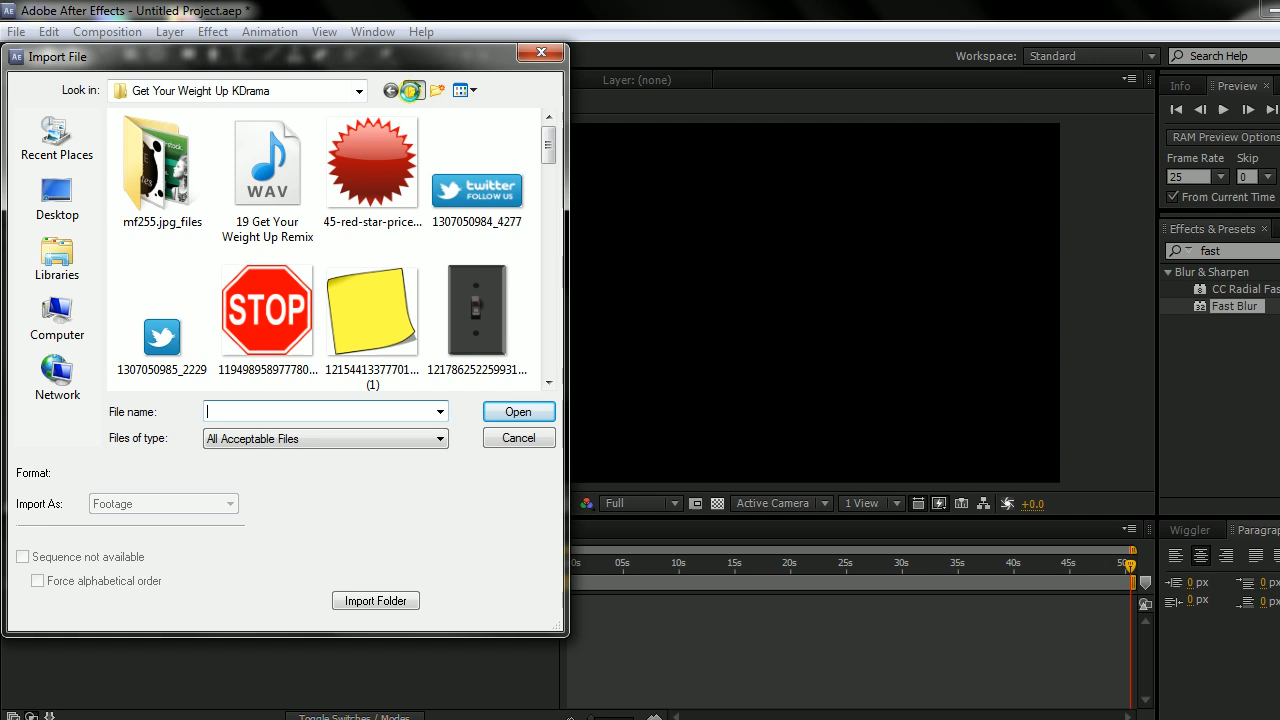 Adobe After Effects - Untitled Project.aep *
File Edit Composition Layer Effect Animation View Window Help
Import File
Workspace: Standard
Search Help
Look in: Get Your Weight Up KDrama
Layer: (none)
Info Preview ×
Recent Places
Desktop
Libraries
Computer
Network
WAV
twitter
FOLLOW US
mf255.jpg_files
19 Get Your
Weight Up Remix
45-red-star-price...
1307050984_4277
STOP
1307050985_2229
119498958977780...
12154413377701...
(1)
121786252259931...
RAM Preview Options
Frame Rate Skip
25 0
From Current Time
Effects & Presets ×
fast
Blur & Sharpen
CC Radial Fas
32 Fast Blur
File name:
Open
Files of type: All Acceptable Files
Cancel
Format:
Import As: Footage
Sequence not available
Force alphabetical order
Import Folder
Full Active Camera 1 View +0.0
Wiggler Paragra
0s 05s 10s 15s 20s 25s 30s 35s 40s 45s 50s
0 px 0 px
0 px 0 px
Toggle Switches / Modes